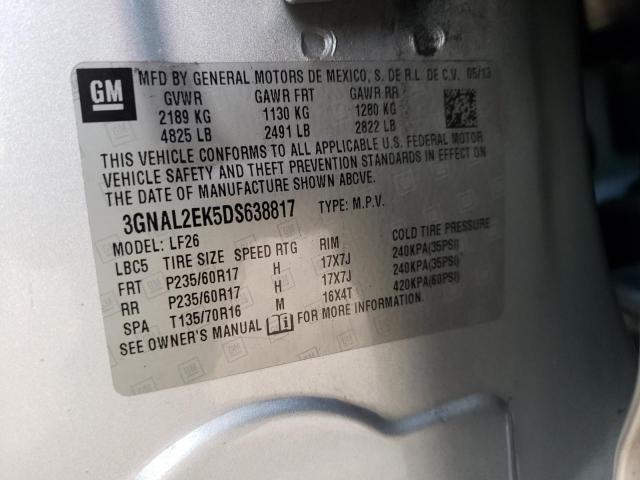 GM
MFD BY GENERAL MOTORS DE MEXICO, S. DE R.L. DE C.V. 05/13
GVWR GAWR FRT GAWR RR
2189 KG 1130 KG 1280 KG
4825 LB 2491 LB 2822 LB
THIS VEHICLE CONFORMS TO ALL APPLICABLE U.S. FEDERAL MOTOR
VEHICLE SAFETY AND THEFT PREVENTION STANDARDS IN EFFECT ON
THE DATE OF MANUFACTURE SHOWN ABOVE.
3GNAL2EK5DS638817 TYPE: M.P.V.
MODEL: LF26
LBC5 TIRE SIZE SPEED RTG RIM COLD TIRE PRESSURE
FRT P235/60R17 H 17X7J 240KPA(35PSI)
RR P235/60R17 H 17X7J 240KPA(35PSI)
SPA T135/70R16 M 16X4T 420KPA(60PSI)
SEE OWNER'S MANUAL FOR MORE INFORMATION.